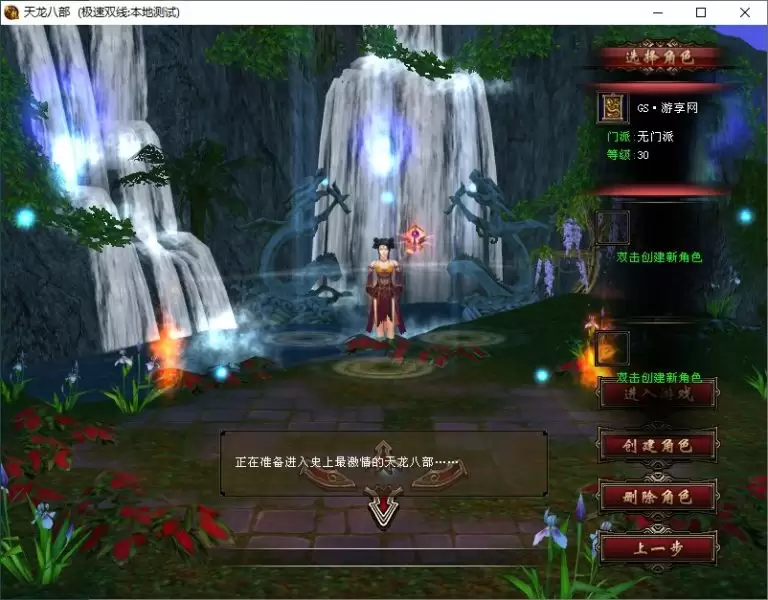 天龙八部 (极速双线:本地测试)
选择角色
GS·游享网
门派:无门派
等级:30
双击创建新角色
双击创建新角色
进入游戏
正在准备进入史上最激情的天龙八部……
创建角色
删除角色
上一步